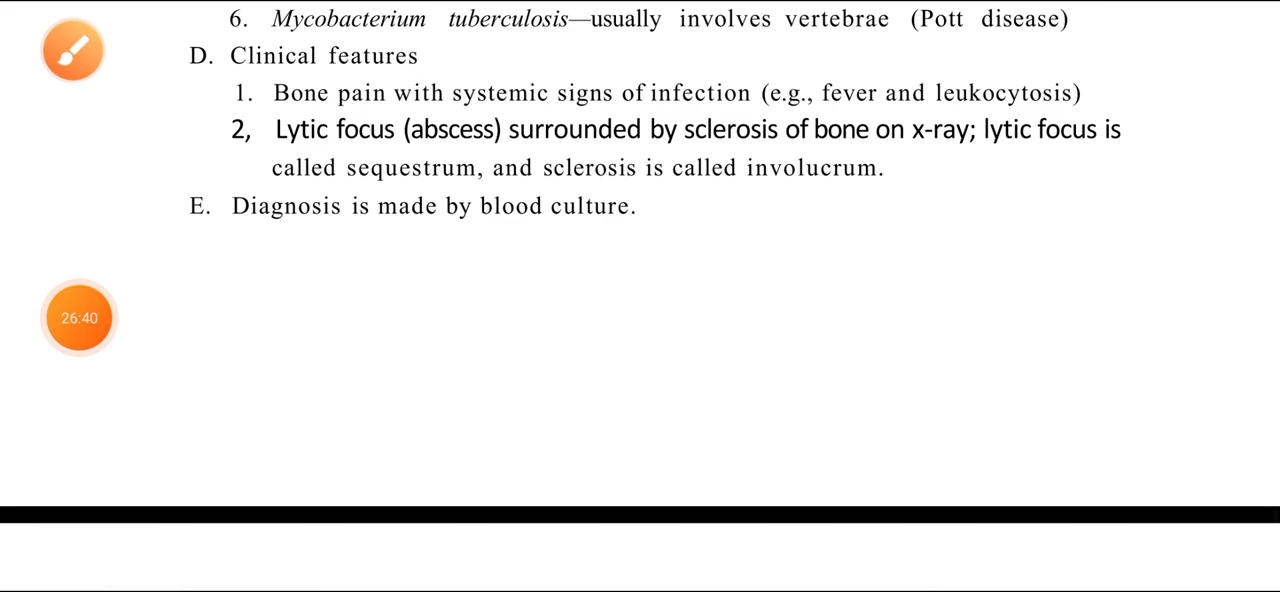 6. Mycobacterium tuberculosis—usually involves vertebrae (Pott disease)
D. Clinical features
1. Bone pain with systemic signs of infection (e.g., fever and leukocytosis)
2, Lytic focus (abscess) surrounded by sclerosis of bone on x-ray; lytic focus is
called sequestrum, and sclerosis is called involucrum.
E. Diagnosis is made by blood culture.
26:40